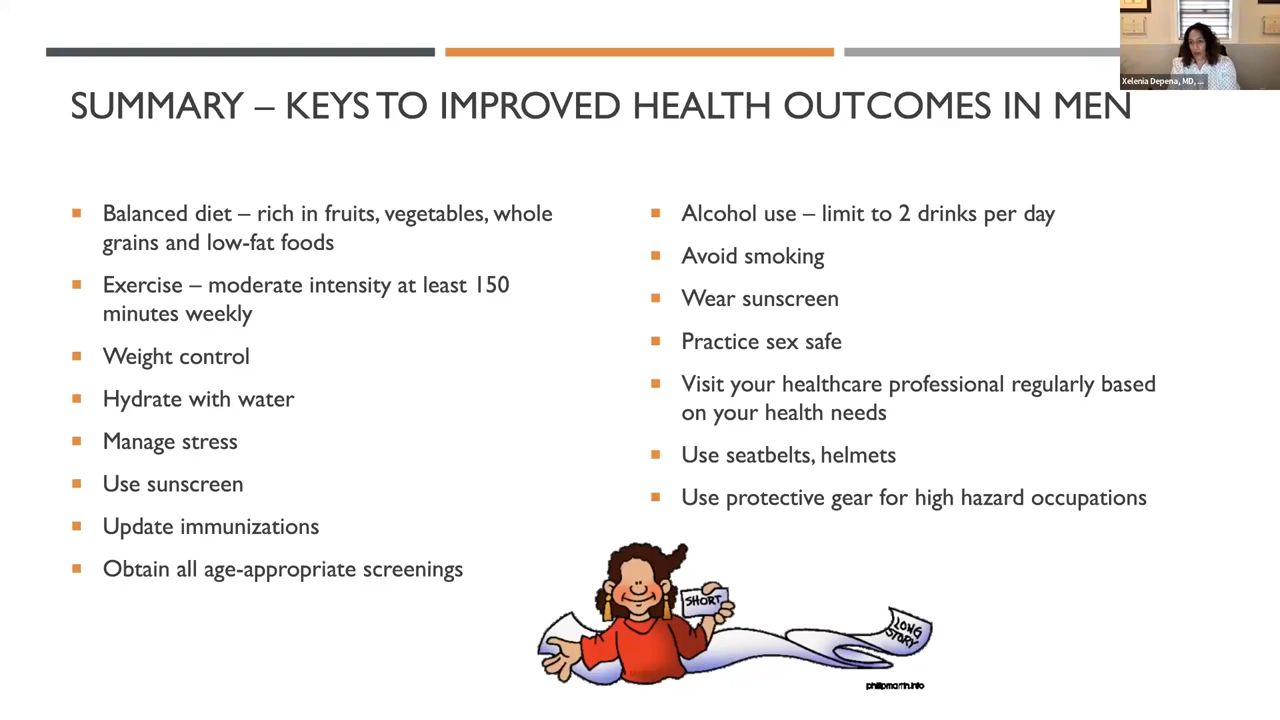 Xelenia Depena, MD, ...
SUMMARY – KEYS TO IMPROVED HEALTH OUTCOMES IN MEN
Balanced diet – rich in fruits, vegetables, whole
grains and low-fat foods
Exercise – moderate intensity at least 150
minutes weekly
Weight control
Hydrate with water
Manage stress
Use sunscreen
Update immunizations
Obtain all age-appropriate screenings
Alcohol use – limit to 2 drinks per day
Avoid smoking
Wear sunscreen
Practice sex safe
Visit your healthcare professional regularly based
on your health needs
Use seatbelts, helmets
Use protective gear for high hazard occupations
SHORT
LONG
STORY
philipmartin.info